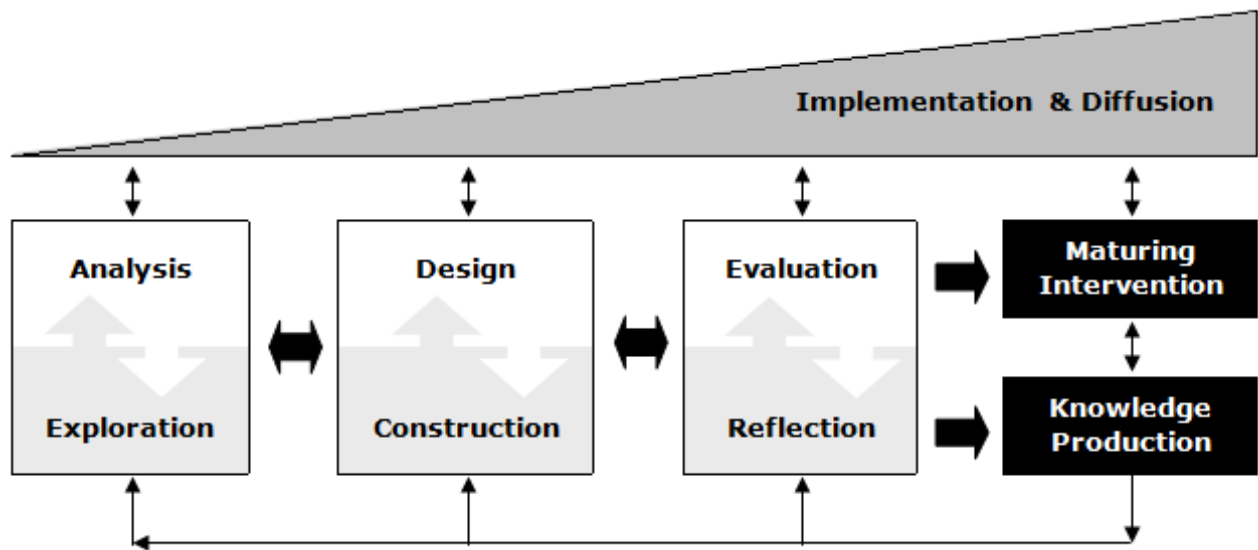 Implementation & Diffusion
Analysis
Exploration
Design
Construction
Evaluation
Reflection
Maturing
Intervention
Knowledge
Production